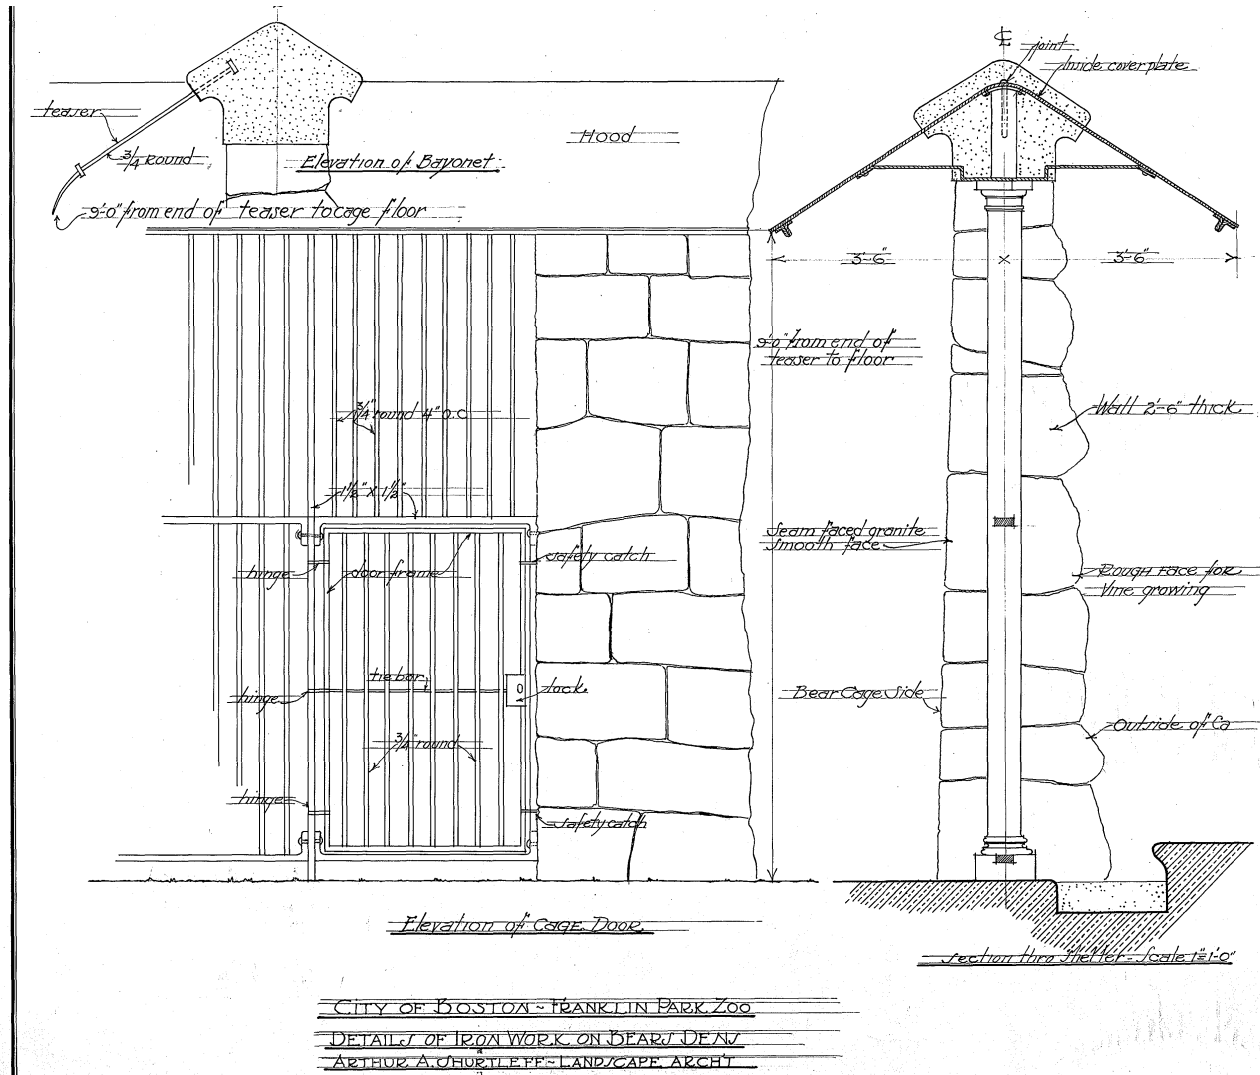 teaser
3/4 Round
Elevation of Bayonet
9'-0" from end of teaser to cage floor
Hood
℄
joint
Inside cover plate
3'-6"
3'-6"
9'-0" from end of
teaser to floor
3/4" round 4" O.C.
1 1/2" x 1 1/2"
Wall 2'-6" thick
Seam faced granite
Smooth face
hinge
door frame
safety catch
Rough Face for
Vine growing
hinge
tie bar
lock
Bear Cage Side
3/4" round
Outside of Ca
hinge
safety catch
Elevation of Cage Door
Section thro Shelter - Scale 1"=1'-0"
City of Boston ~ Franklin Park Zoo
Details of Iron Work on Bears Dens
Arthur A. Shurtleff ~ Landscape Arch't